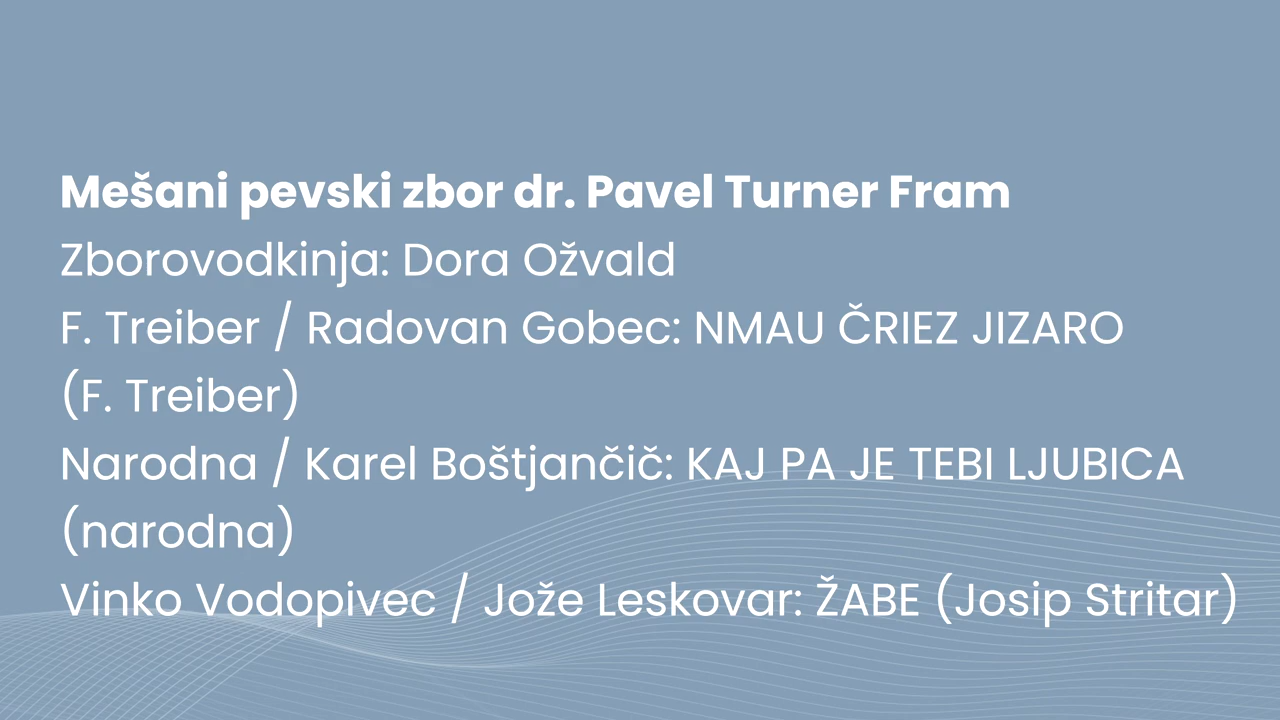 Mešani pevski zbor dr. Pavel Turner Fram
Zborovodkinja: Dora Ožvald
F. Treiber / Radovan Gobec: NMAU ČRIEZ JIZARO
(F. Treiber)
Narodna / Karel Boštjančič: KAJ PA JE TEBI LJUBICA
(narodna)
Vinko Vodopivec / Jože Leskovar: ŽABE (Josip Stritar)